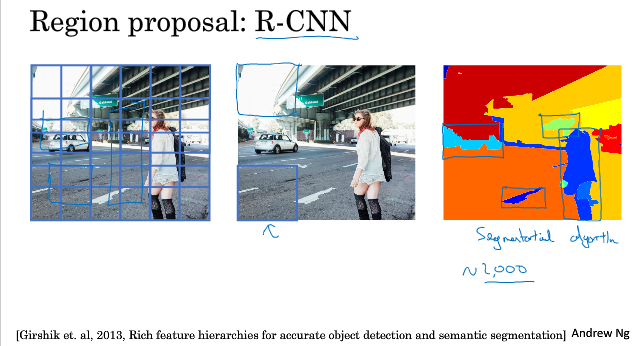 Region proposal: R-CNN
Segmentation algorithm
~2,000
[Girshik et. al, 2013, Rich feature hierarchies for accurate object detection and semantic segmentation] Andrew Ng